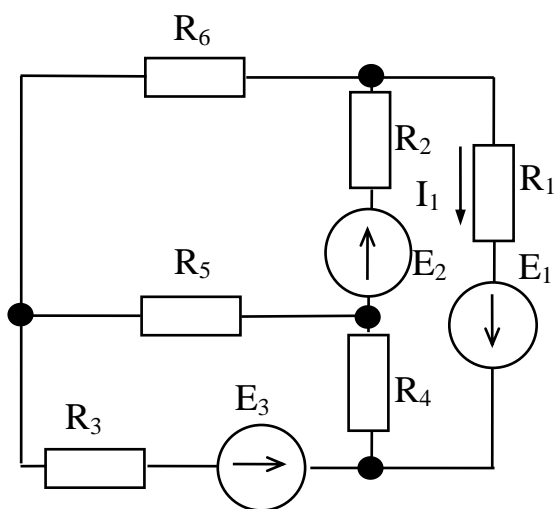 R₆
R₂
R₁
I₁
R₅
E₂
E₁
R₄
E₃
R₃